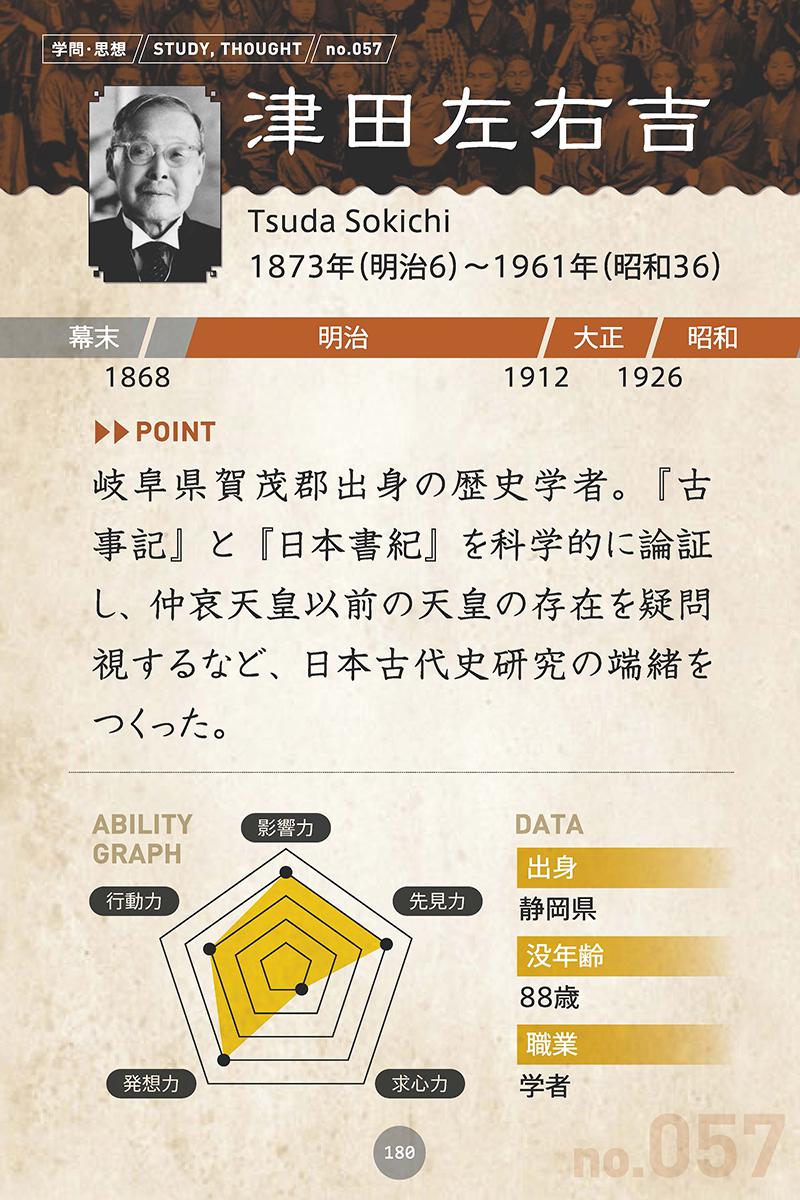 学問・思想 STUDY, THOUGHT no.057
津田左右吉
Tsuda Sokichi
1873年(明治6)〜1961年(昭和36)
幕末 明治 大正 昭和
1868 1912 1926
POINT
岐阜県賀茂郡出身の歴史学者。『古
事記』と『日本書紀』を科学的に論証
し、仲哀天皇以前の天皇の存在を疑問
視するなど、日本古代史研究の端緒を
つくった。
ABILITY
GRAPH
影響力
行動力
先見力
発想力
求心力
DATA
出身
静岡県
没年齢
88歳
職業
学者
180
no.057